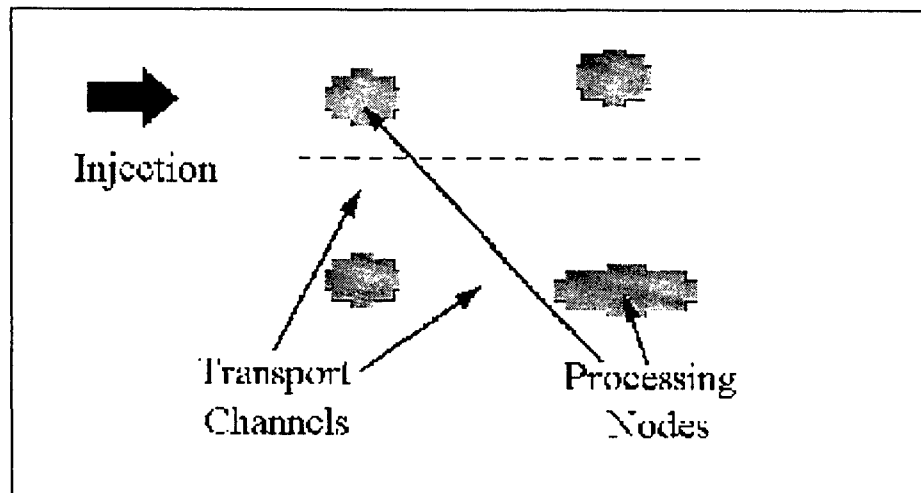 Injection
Transport
Channels
Processing
Nodes